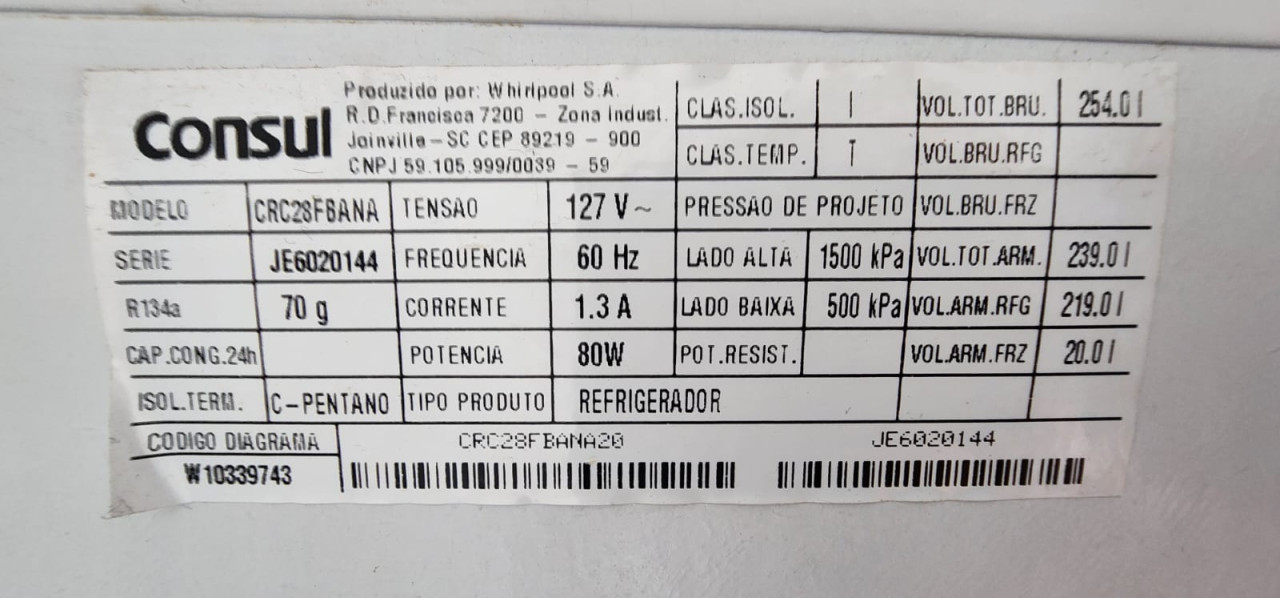 Consul
Produzido por: Whirlpool S.A.
R.D.Francisca 7200 - Zona Indust.
Joinville - SC CEP 89219 - 900
CNPJ 59.105.999/0039 - 59
CLAS.ISOL. I VOL.TOT.BRU. 254.0 l
CLAS.TEMP. T VOL.BRU.RFG
MODELO CRC28FBANA TENSAO 127 V~ PRESSAO DE PROJETO VOL.BRU.FRZ
SERIE JE6020144 FREQUENCIA 60 Hz LADO ALTA 1500 kPa VOL.TOT.ARM. 239.0 l
R134a 70 g CORRENTE 1.3 A LADO BAIXA 500 kPa VOL.ARM.RFG 219.0 l
CAP.CONG.24h POTENCIA 80W POT.RESIST. VOL.ARM.FRZ 20.0 l
ISOL.TERM. C-PENTANO TIPO PRODUTO REFRIGERADOR
CODIGO DIAGRAMA CRC28FBANA20 JE6020144
W10339743